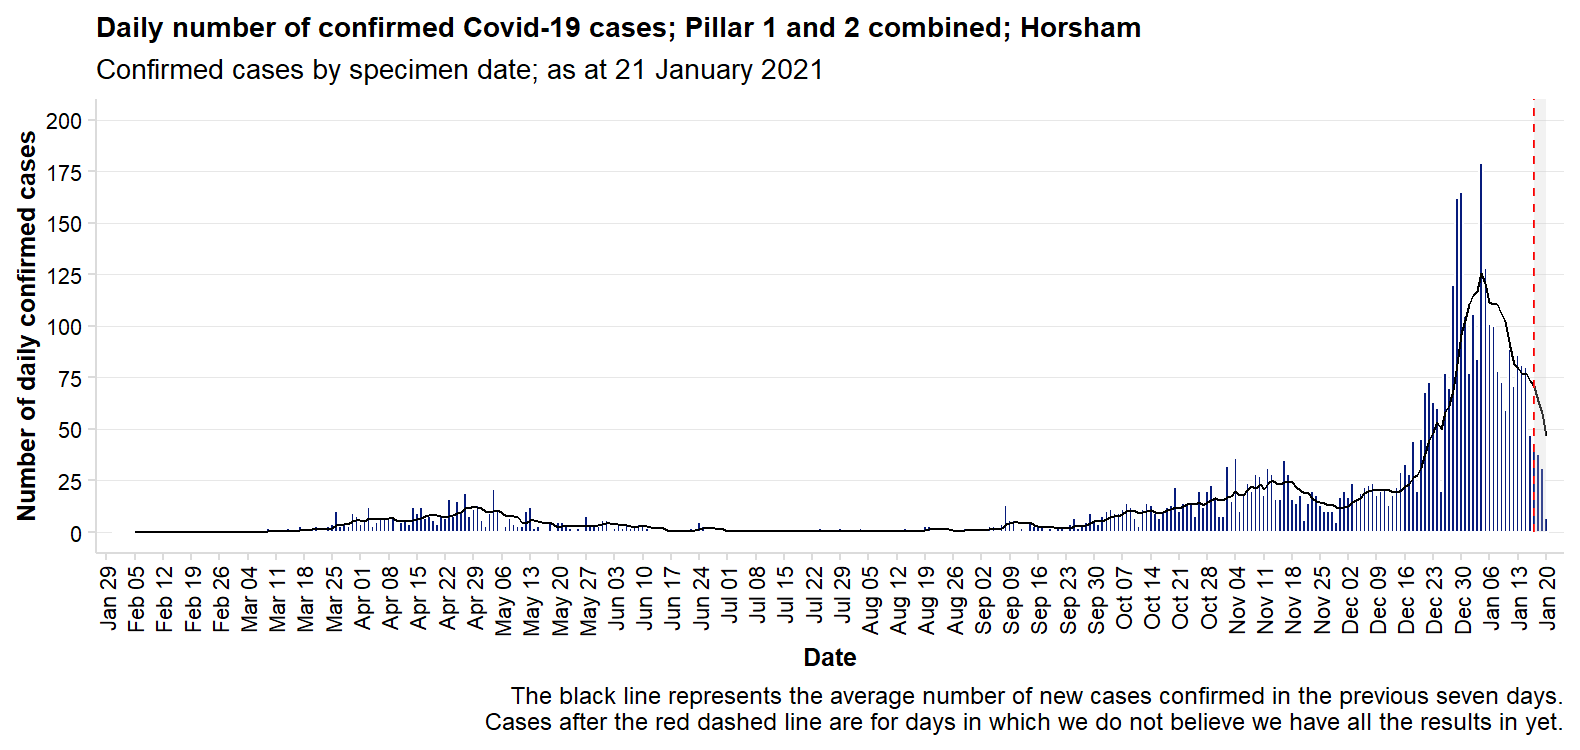 Daily number of confirmed Covid-19 cases; Pillar 1 and 2 combined; Horsham
Confirmed cases by specimen date; as at 21 January 2021
Number of daily confirmed cases
200
175
150
125
100
75
50
25
0
Jan 29
Feb 05
Feb 12
Feb 19
Feb 26
Mar 04
Mar 11
Mar 18
Mar 25
Apr 01
Apr 08
Apr 15
Apr 22
Apr 29
May 06
May 13
May 20
May 27
Jun 03
Jun 10
Jun 17
Jun 24
Jul 01
Jul 08
Jul 15
Jul 22
Jul 29
Aug 05
Aug 12
Aug 19
Aug 26
Sep 02
Sep 09
Sep 16
Sep 23
Sep 30
Oct 07
Oct 14
Oct 21
Oct 28
Nov 04
Nov 11
Nov 18
Nov 25
Dec 02
Dec 09
Dec 16
Dec 23
Dec 30
Jan 06
Jan 13
Jan 20
Date
The black line represents the average number of new cases confirmed in the previous seven days.
Cases after the red dashed line are for days in which we do not believe we have all the results in yet.